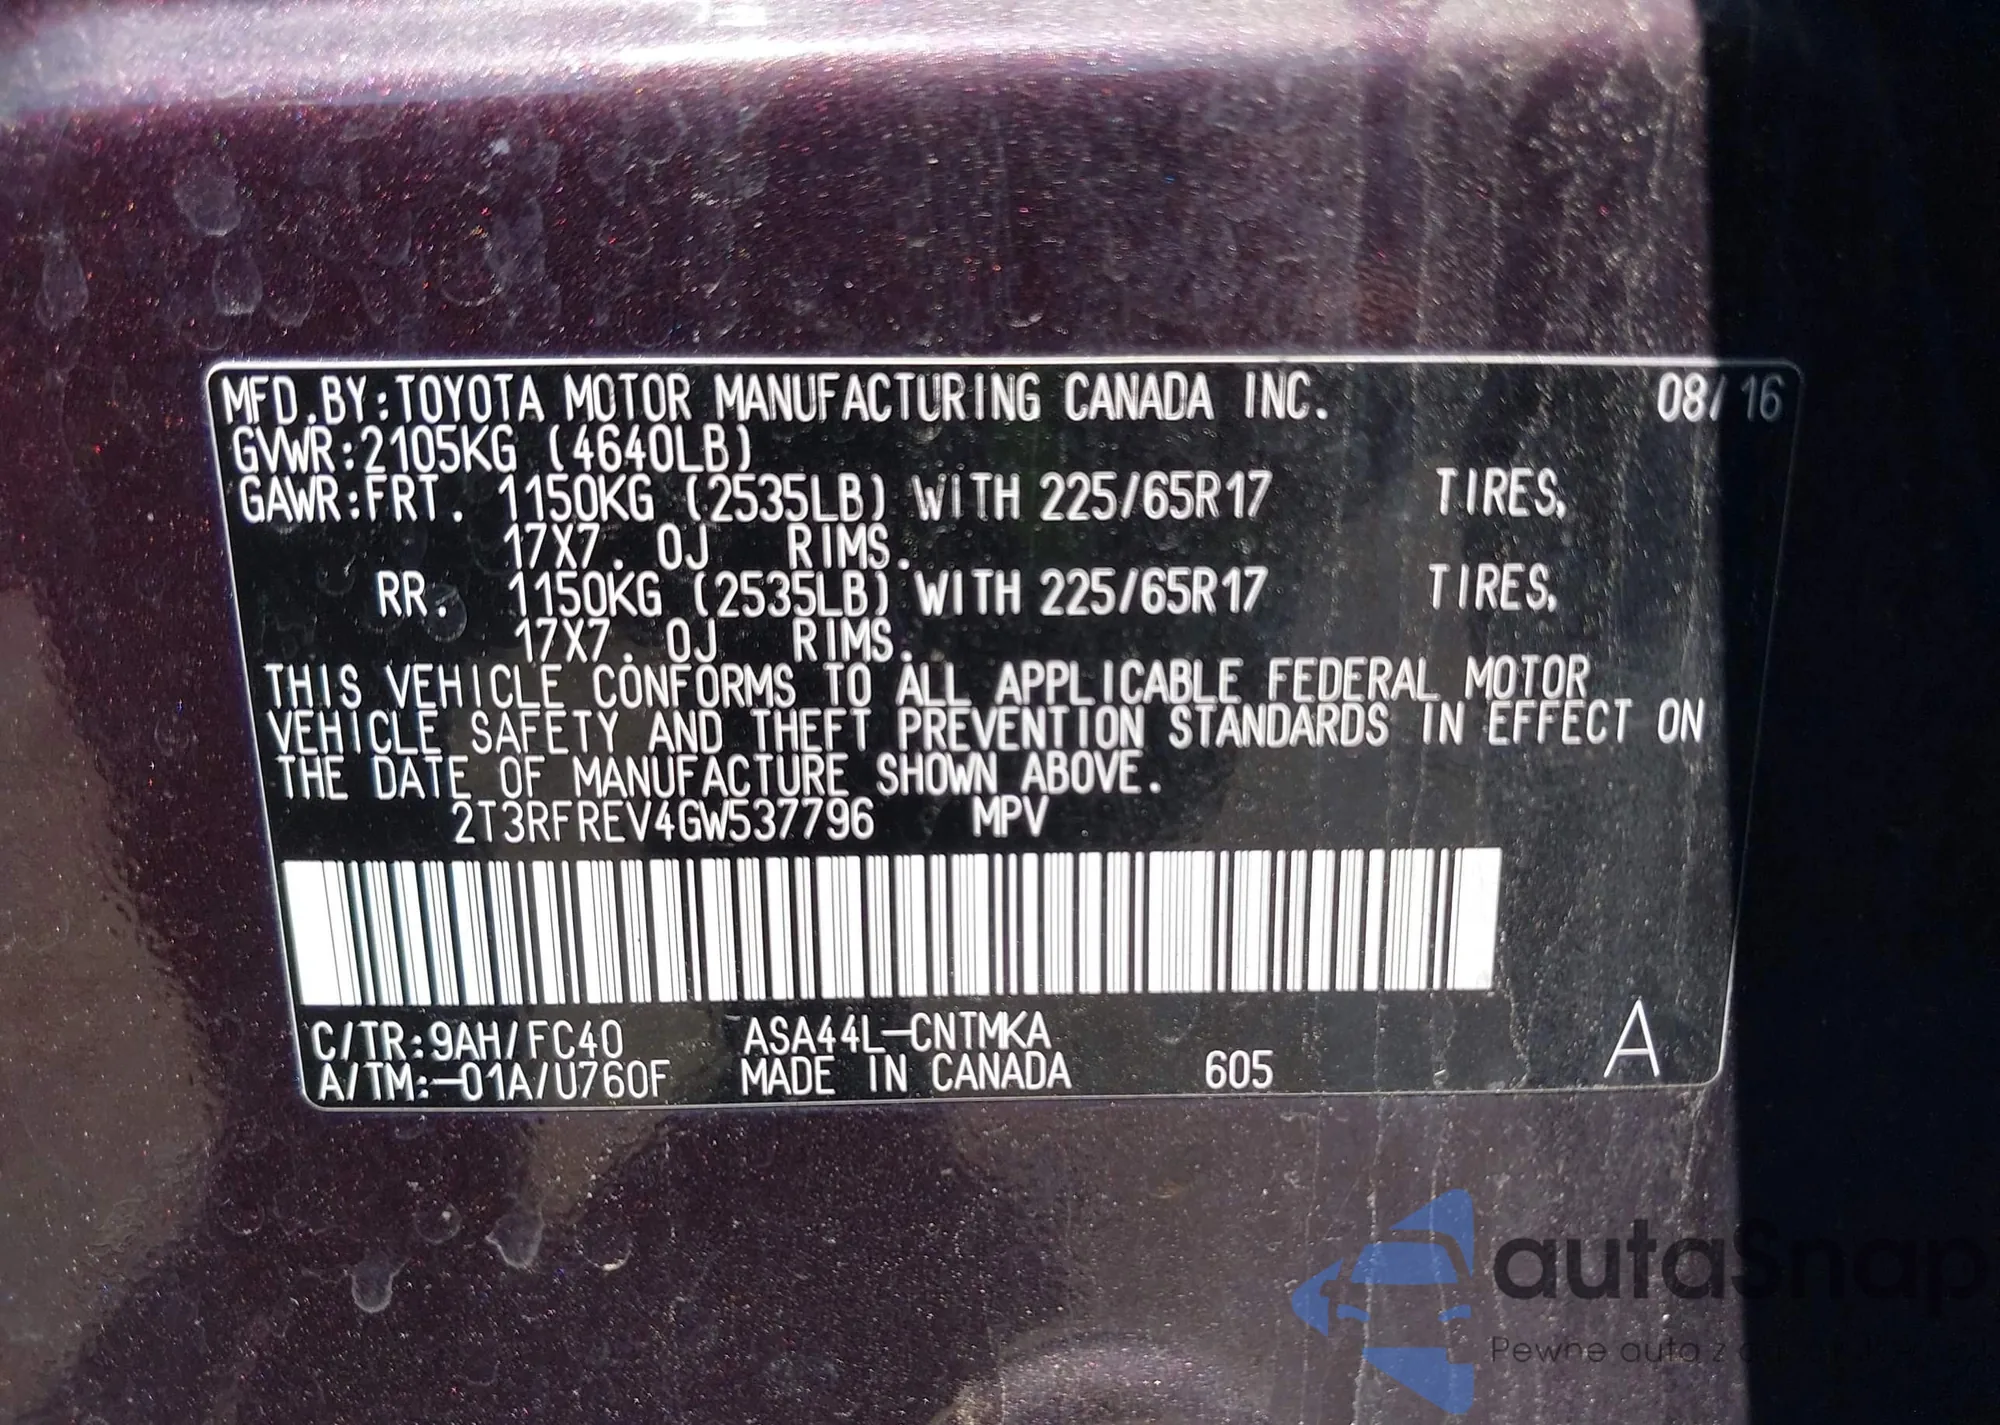 MFD.BY:TOYOTA MOTOR MANUFACTURING CANADA INC. 08/16
GVWR:2105KG (4640LB)
GAWR:FRT. 1150KG (2535LB) WITH 225/65R17 TIRES,
17X7.0J RIMS.
RR. 1150KG (2535LB) WITH 225/65R17 TIRES,
17X7.0J RIMS.
THIS VEHICLE CONFORMS TO ALL APPLICABLE FEDERAL MOTOR
VEHICLE SAFETY AND THEFT PREVENTION STANDARDS IN EFFECT ON
THE DATE OF MANUFACTURE SHOWN ABOVE.
2T3RFREV4GW537796 MPV
C/TR:9AH/FC40 ASA44L-CNTMKA
A/TM:-01A/U760F MADE IN CANADA 605 A
autaSnap
Pewne auta z